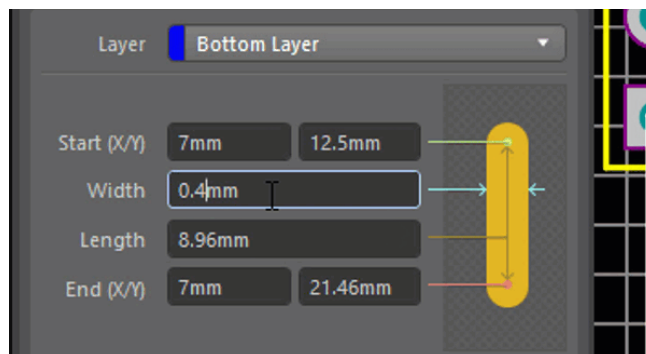 Layer Bottom Layer
Start (X/Y) 7mm 12.5mm
Width 0.4mm
Length 8.96mm
End (X/Y) 7mm 21.46mm